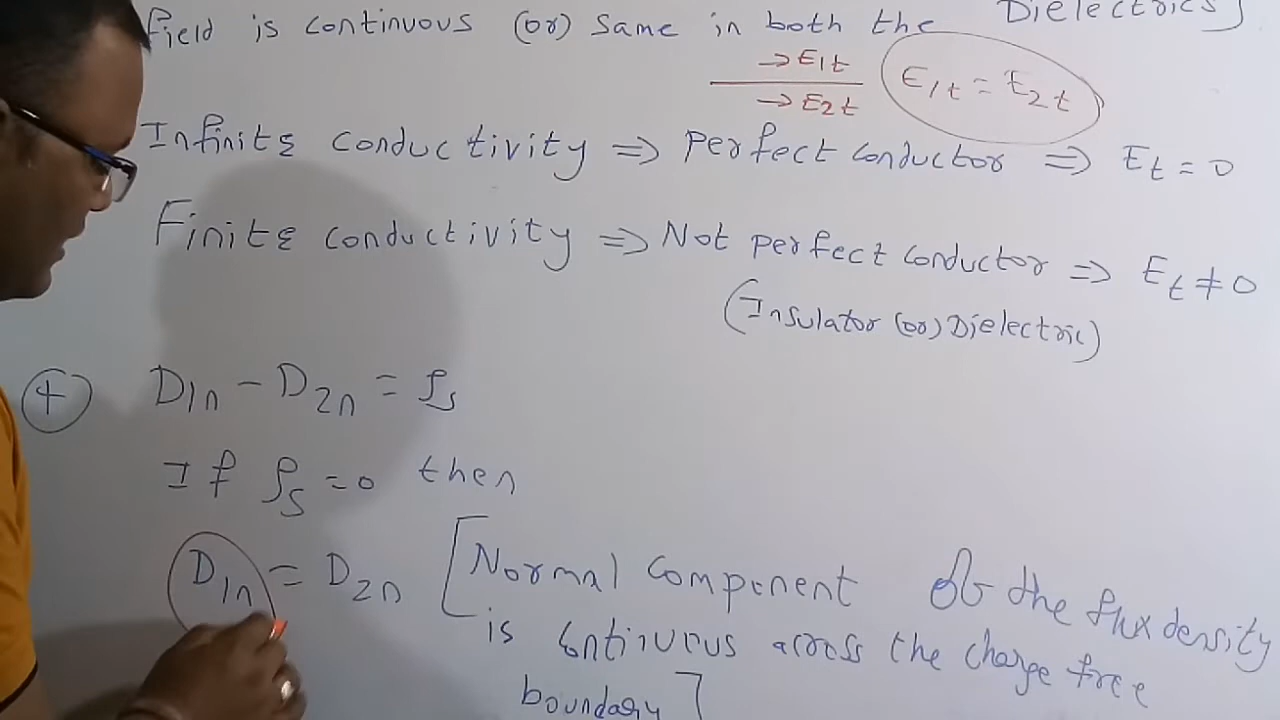 field is continuous (or) same in both the Dielectrics]
→E1t
→E2t
E1t = E2t
Infinite conductivity ⇒ perfect conductor ⇒ Et = 0
Finite conductivity ⇒ Not perfect conductor ⇒ Et ≠ 0
(Insulator (or) Dielectric)
4 D1n - D2n = ρs
If ρs = 0 then
D1n = D2n [Normal component of the flux density
is continuous across the charge free
boundary]